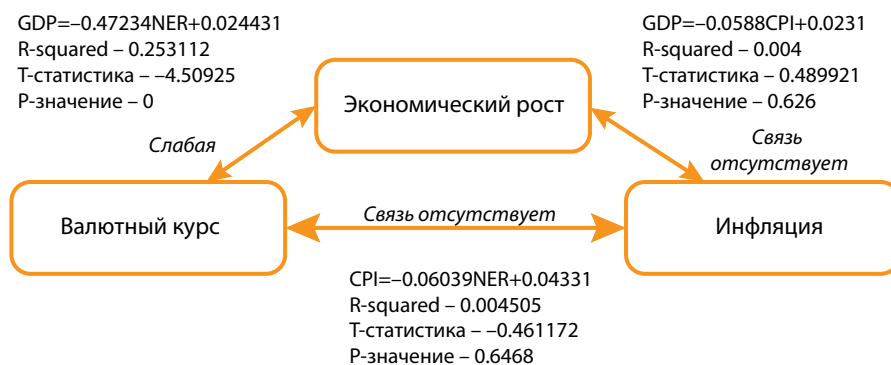 GDP=–0.47234NER+0.024431
R-squared – 0.253112
Т-статистика – –4.50925
Р-значение – 0
GDP=–0.0588CPI+0.0231
R-squared – 0.004
Т-статистика – 0.489921
Р-значение – 0.626
Экономический рост
Слабая
Связь
отсутствует
Валютный курс
Связь отсутствует
Инфляция
CPI=–0.06039NER+0.04331
R-squared – 0.004505
Т-статистика – –0.461172
Р-значение – 0.6468